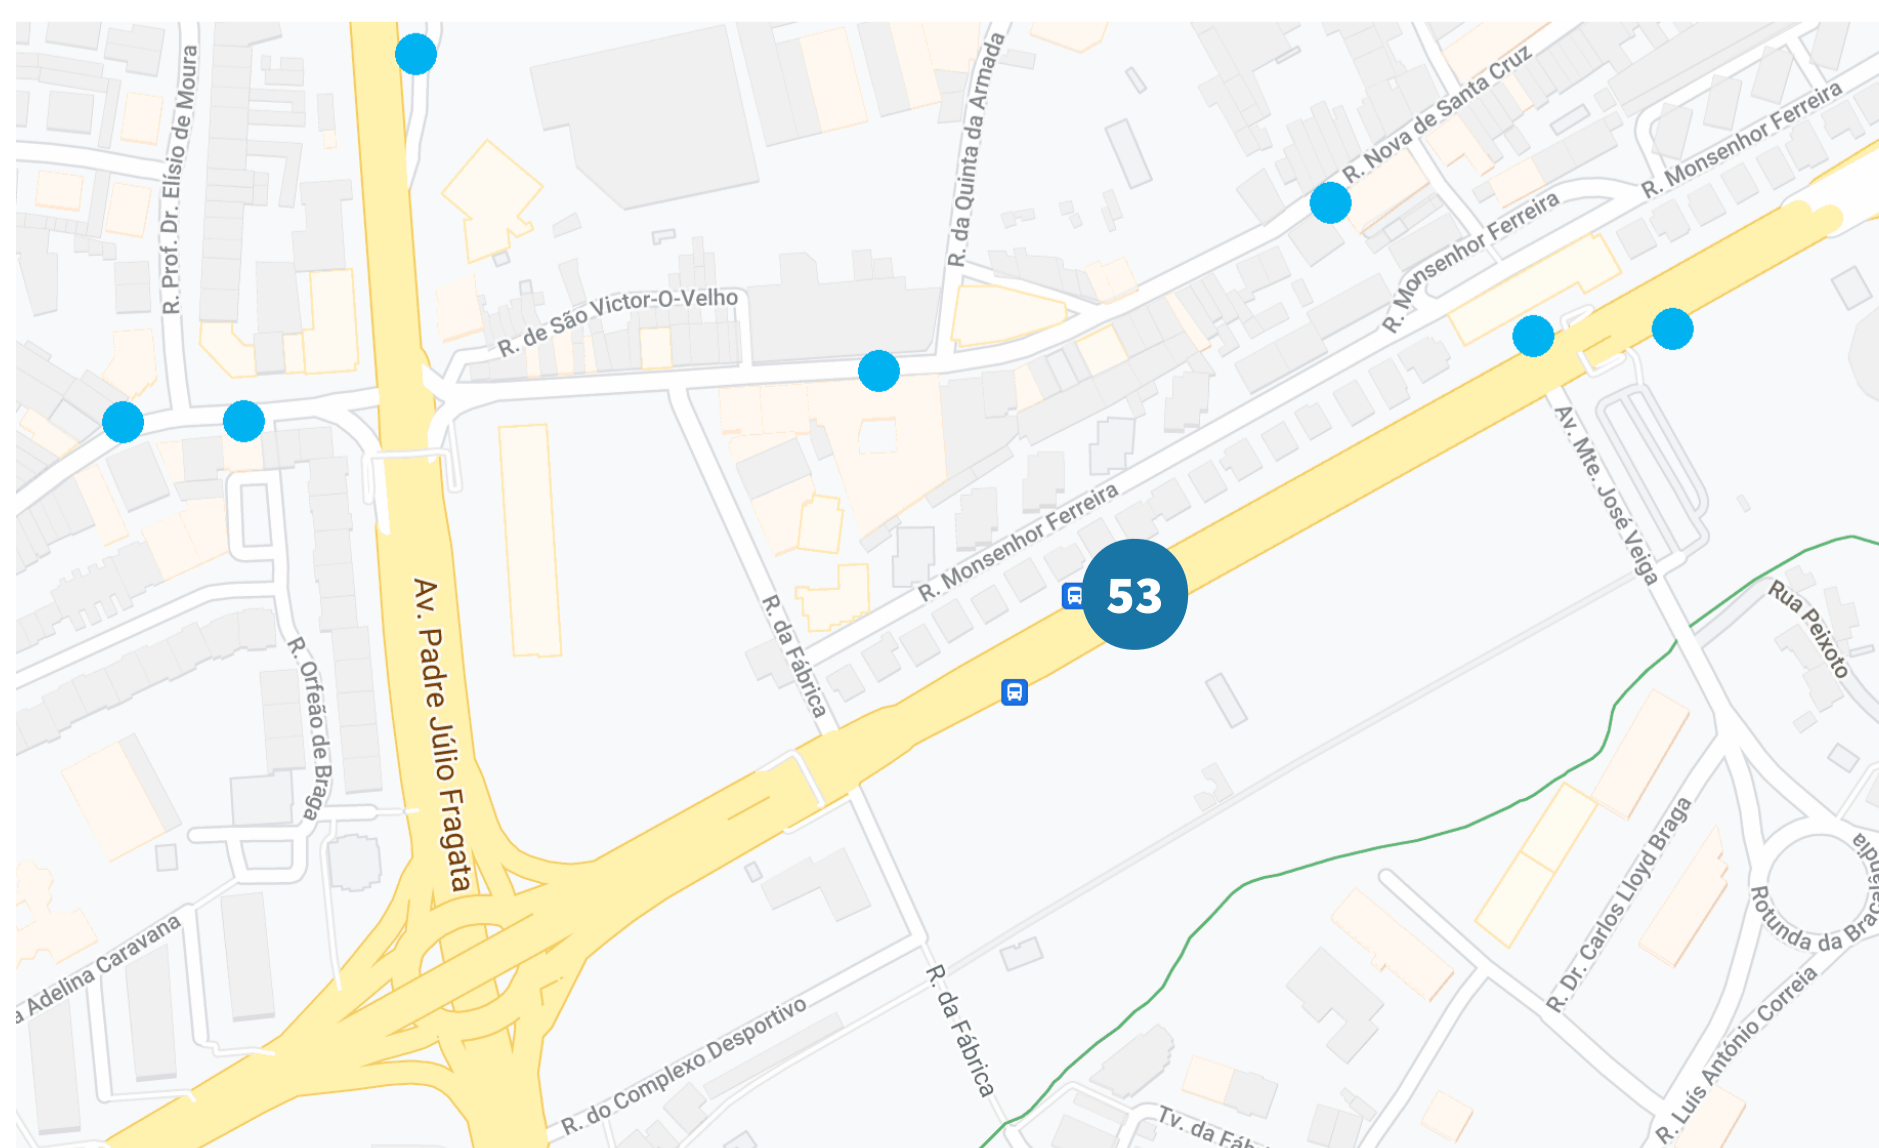 R. Prof. Dr. Elísio de Moura
R. da Quinta da Armada
R. Nova de Santa Cruz
R. Monsenhor Ferreira
R. Monsenhor Ferreira
R. de São Victor-O-Velho
Av. Mte. José Veiga
R. Monsenhor Ferreira
53
Av. Padre Júlio Fragata
R. da Fábrica
Rua Peixoto
R. Orfeão de Braga
R. Dr. Carlos Lloyd Braga
Rotunda da
a Adelina Caravana
R. da Fábrica
R. do Complexo Desportivo
R. Luís António Correia
Tv. da